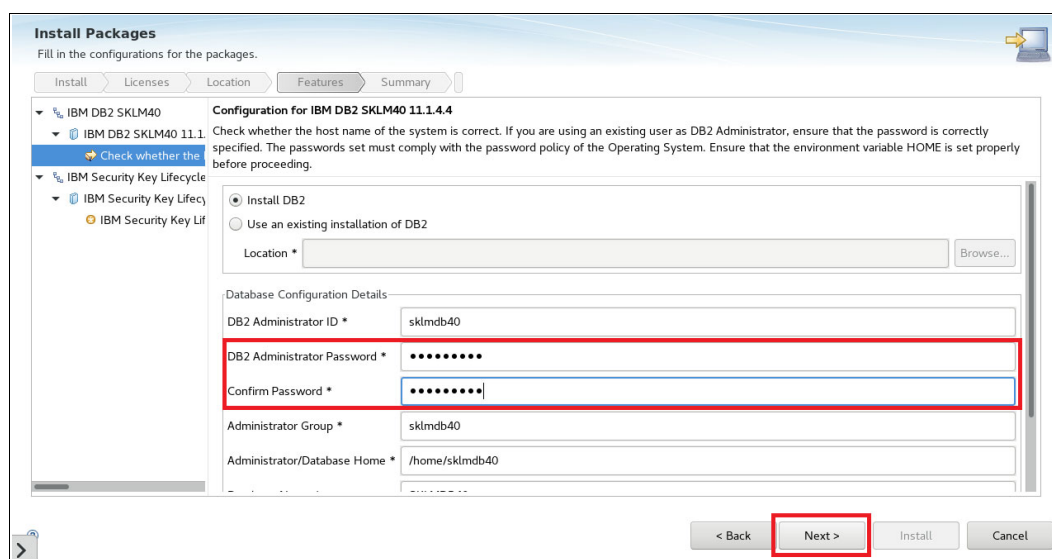 Install Packages
Fill in the configurations for the packages.
Install Licenses Location Features Summary
IBM DB2 SKLM40
IBM DB2 SKLM40 11.1.
Check whether the
IBM Security Key Lifecycle
IBM Security Key Lifecy
IBM Security Key Lif
Configuration for IBM DB2 SKLM40 11.1.4.4
Check whether the host name of the system is correct. If you are using an existing user as DB2 Administrator, ensure that the password is correctly
specified. The passwords set must comply with the password policy of the Operating System. Ensure that the environment variable HOME is set properly
before proceeding.
Install DB2
Use an existing installation of DB2
Location * Browse...
Database Configuration Details
DB2 Administrator ID * sklmdb40
DB2 Administrator Password * •••••••••
Confirm Password * •••••••••
Administrator Group * sklmdb40
Administrator/Database Home * /home/sklmdb40
< Back Next > Install Cancel